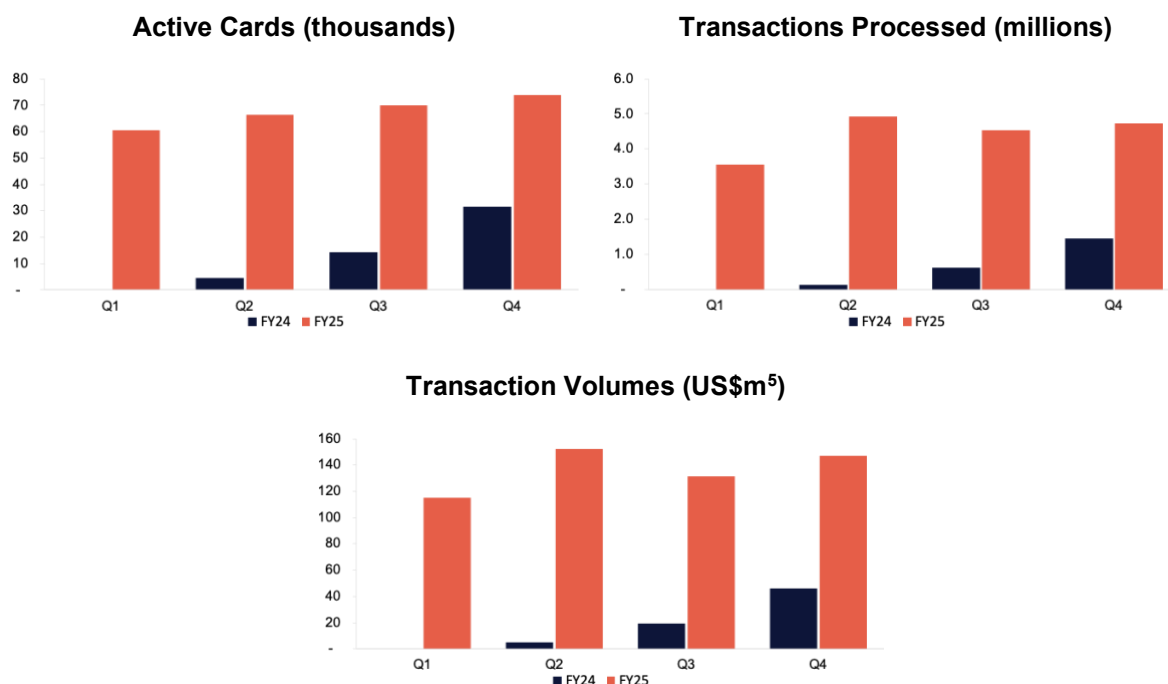 Active Cards (thousands)
80
70
60
50
40
30
20
10
-
Q1 Q2 Q3 Q4
FY24 FY25
Transactions Processed (millions)
6.0
5.0
4.0
3.0
2.0
1.0
-
Q1 Q2 Q3 Q4
FY24 FY25
Transaction Volumes (US$m⁵)
160
140
120
100
80
60
40
20
-
Q1 Q2 Q3 Q4
FY24 FY25